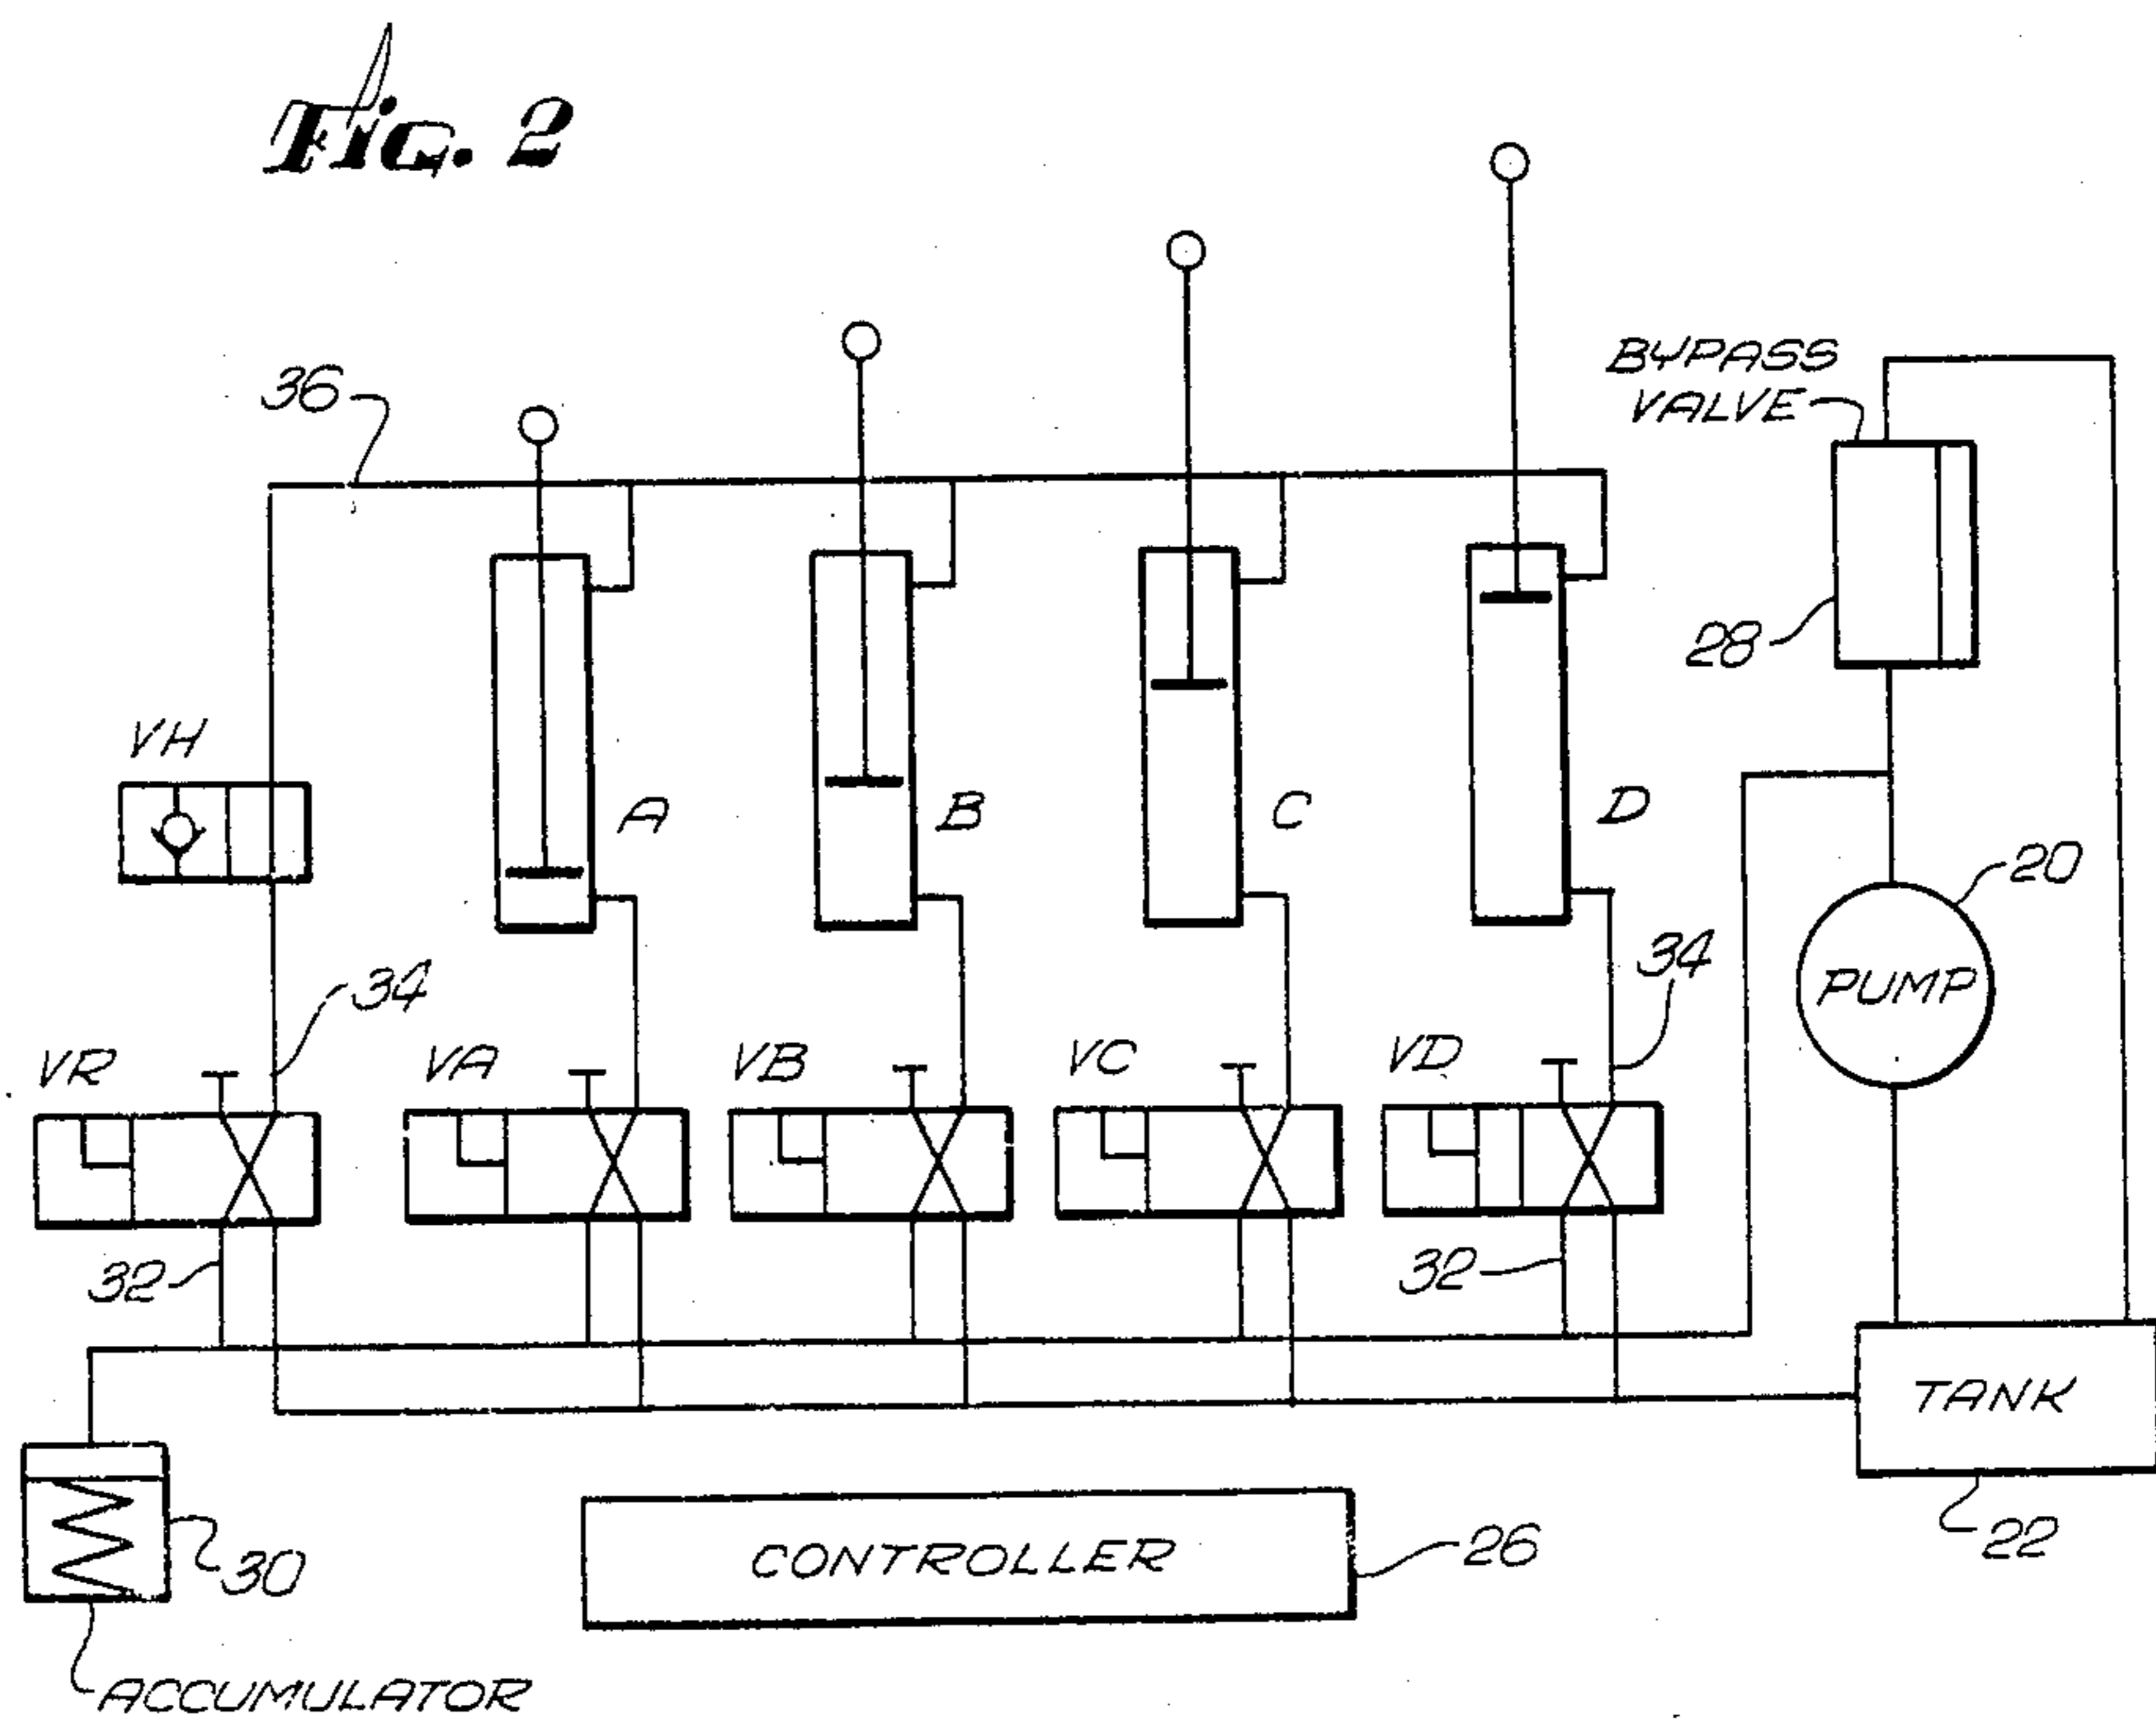 Fig. 2
36
BYPASS
VALVE
28
VH
A
B
C
D
20
PUMP
34
34
VR
VA
VB
VC
VD
32
32
TANK
22
30
CONTROLLER
26
ACCUMULATOR